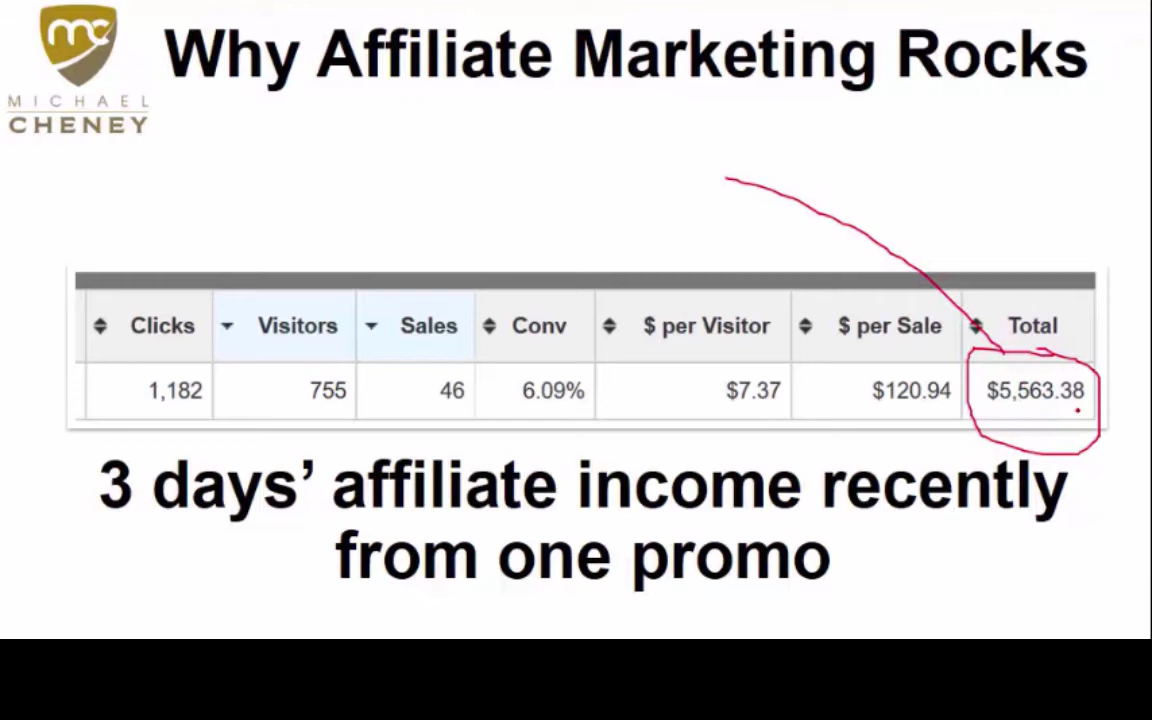 mc
MICHAEL
CHENEY
Why Affiliate Marketing Rocks
Clicks Visitors Sales Conv $ per Visitor $ per Sale Total
1,182 755 46 6.09% $7.37 $120.94 $5,563.38
3 days’ affiliate income recently
from one promo